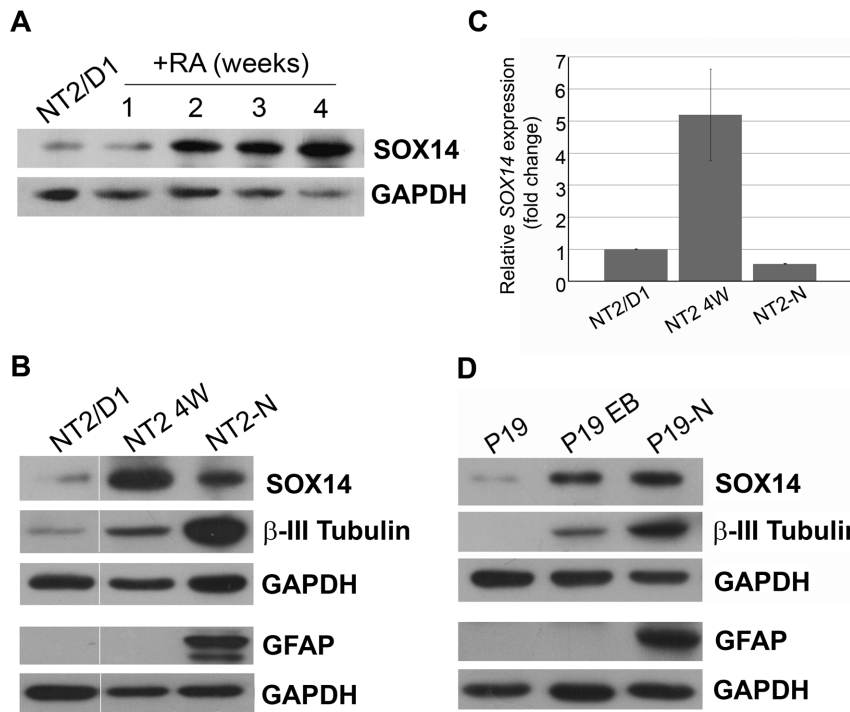 A
NT2/D1
+RA (weeks)
1 2 3 4
SOX14
GAPDH
C
Relative SOX14 expression
(fold change)
7
6
5
4
3
2
1
0
NT2/D1 NT2 4W NT2-N
B
NT2/D1 NT2 4W NT2-N
SOX14
β-III Tubulin
GAPDH
GFAP
GAPDH
D
P19 P19 EB P19-N
SOX14
β-III Tubuli
GAPDH
GFAP
GAPDH